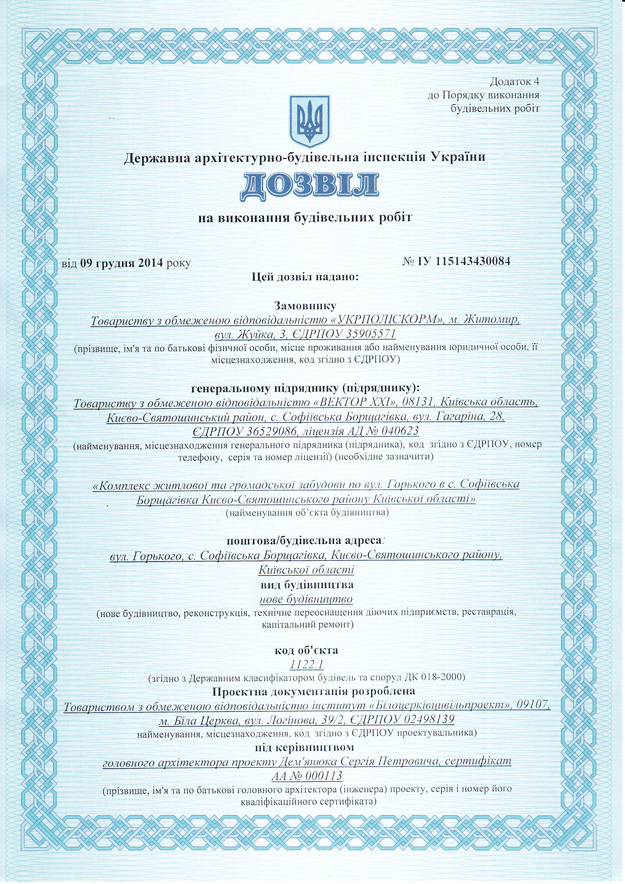 Додаток 4
до Порядку виконання
будівельних робіт
Державна архітектурно-будівельна інспекція України
ДОЗВІЛ
на виконання будівельних робіт
від 09 грудня 2014 року № ІУ 115143430084
Цей дозвіл надано:
Замовнику
Товариству з обмеженою відповідальністю «УКРПОЛІСКОРМ», м. Житомир,
вул. Жуйка, 3, ЄДРПОУ 35905571
(прізвище, ім'я та по батькові фізичної особи, місце проживання або найменування юридичної особи, її
місцезнаходження, код згідно з ЄДРПОУ)
генеральному підряднику (підряднику):
Товариству з обмеженою відповідальністю «ВЕКТОР ХХІ», 08131, Київська область,
Києво-Святошинський район, с. Софіївська Борщагівка, вул. Гагаріна, 28,
ЄДРПОУ 36529086, ліцензія АД № 040623
(найменування, місцезнаходження генерального підрядника (підрядника), код згідно з ЄДРПОУ, номер
телефону, серія та номер ліцензії) (необхідне зазначити)
«Комплекс житлової та громадської забудови по вул. Горького в с. Софіївська
Борщагівка Києво-Святошинського району Київської області»
(найменування об'єкта будівництва)
поштова/будівельна адреса:
вул. Горького, с. Софіївська Борщагівка, Києво-Святошинського району,
Київської області
вид будівництва
нове будівництво
(нове будівництво, реконструкція, технічне переоснащення діючих підприємств, реставрація,
капітальний ремонт)
код об'єкта
1122.1
(згідно з Державним класифікатором будівель та споруд ДК 018-2000)
Проектна документація розроблена
Товариством з обмеженою відповідальністю інститут «Білоцерківцивільпроект», 09107,
м. Біла Церква, вул. Логінова, 39/2, ЄДРПОУ 02498139
найменування, місцезнаходження, код згідно з ЄДРПОУ проектувальника)
під керівництвом
головного архітектора проекту Дем'янюка Сергія Петровича, сертифікат
АА № 000113
(прізвище, ім'я та по батькові головного архітектора (інженера) проекту, серія і номер його
кваліфікаційного сертифіката)